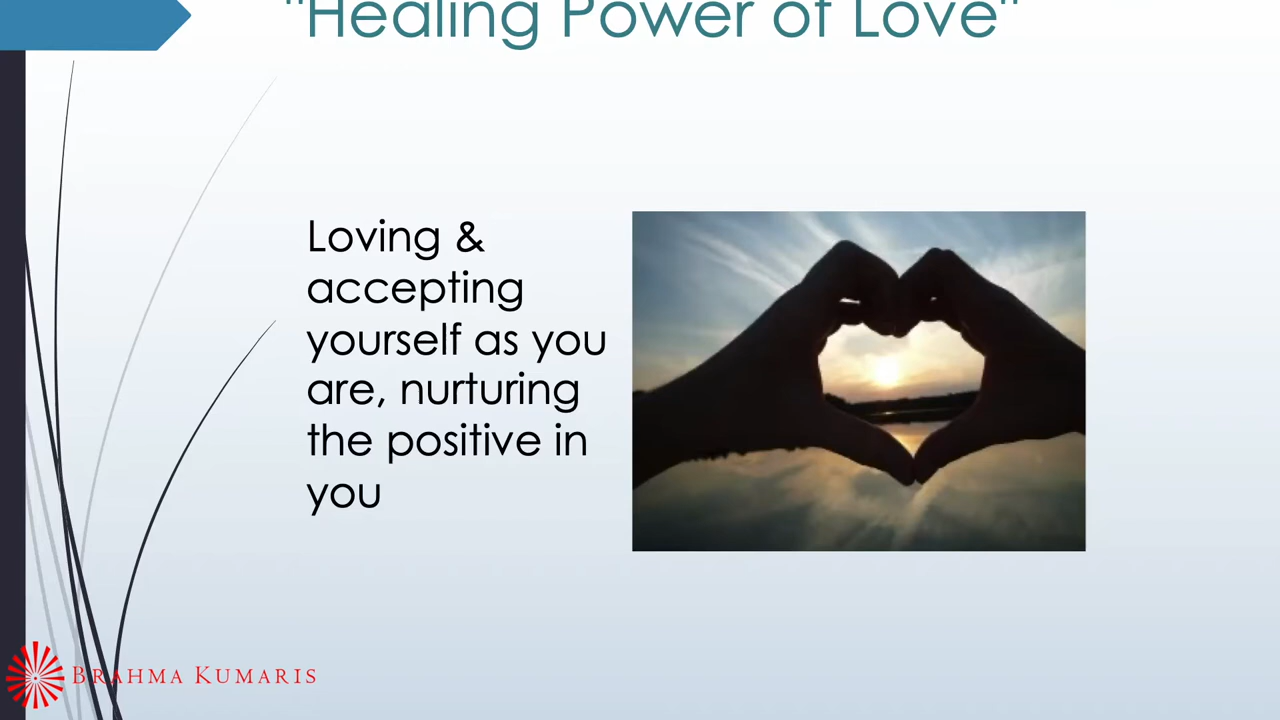 "Healing Power of Love"
Loving &
accepting
yourself as you
are, nurturing
the positive in
you
BRAHMA KUMARIS